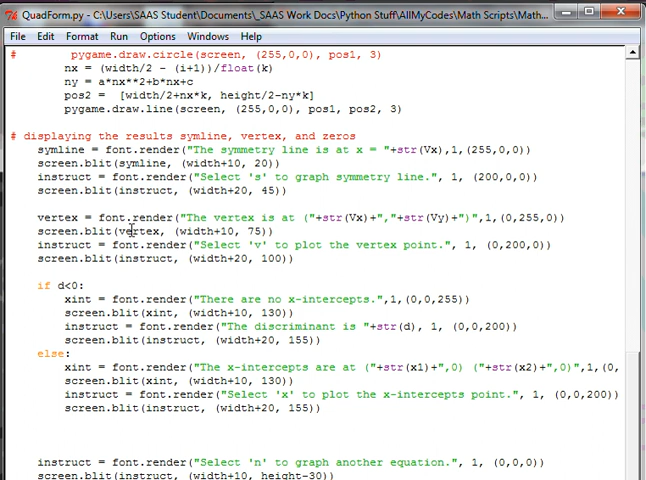 QuadForm.py - C:\Users\SAAS Student\Documents\_SAAS Work Docs\Python Stuff\AllMyCodes\Math Scripts\Math...
File Edit Format Run Options Windows Help
#        pygame.draw.circle(screen, (255,0,0), pos1, 3)
        nx = (width/2 - (i+1))/float(k)
        ny = a*nx**2+b*nx+c
        pos2 =  [width/2+nx*k, height/2-ny*k]
        pygame.draw.line(screen, (255,0,0), pos1, pos2, 3)
# displaying the results symline, vertex, and zeros
    symline = font.render("The symmetry line is at x = "+str(Vx),1,(255,0,0))
    screen.blit(symline, (width+10, 20))
    instruct = font.render("Select 's' to graph symmetry line.", 1, (200,0,0))
    screen.blit(instruct, (width+20, 45))
    vertex = font.render("The vertex is at ("+str(Vx)+","+str(Vy)+")",1,(0,255,0))
    screen.blit(vertex, (width+10, 75))
    instruct = font.render("Select 'v' to plot the vertex point.", 1, (0,200,0))
    screen.blit(instruct, (width+20, 100))
    if d<0:
        xint = font.render("There are no x-intercepts.",1,(0,0,255))
        screen.blit(xint, (width+10, 130))
        instruct = font.render("The discriminant is "+str(d), 1, (0,0,200))
        screen.blit(instruct, (width+20, 155))
    else:
        xint = font.render("The x-intercepts are at ("+str(x1)+",0) ("+str(x2)+",0)",1,(0,
        screen.blit(xint, (width+10, 130))
        instruct = font.render("Select 'x' to plot the x-intercepts point.", 1, (0,0,200))
        screen.blit(instruct, (width+20, 155))
    instruct = font.render("Select 'n' to graph another equation.", 1, (0,0,0))
    screen.blit(instruct, (width+10, height-30))